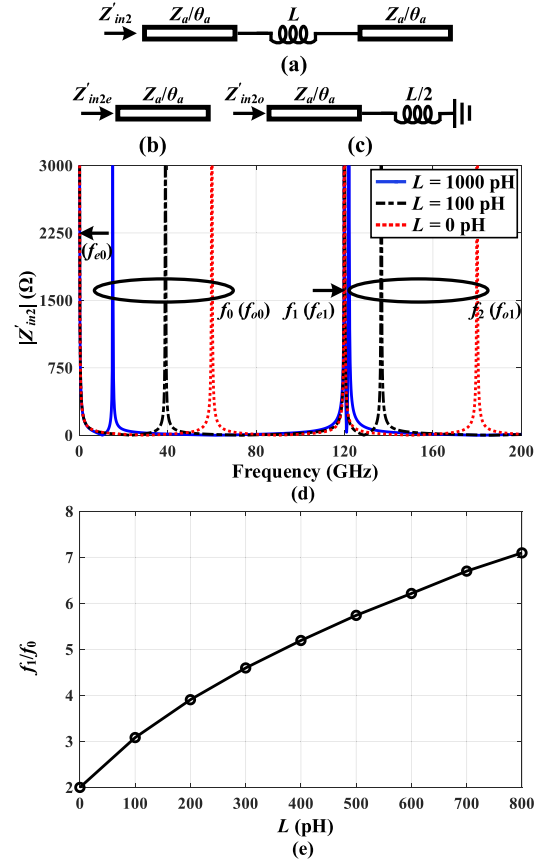 Z'in2 Za/θa L Za/θa
(a)
Z'in2e Za/θa Z'in2o Za/θa L/2
(b) (c)
3000
2250
1500
750
0
|Z'in2| (Ω)
L = 1000 pH
L = 100 pH
L = 0 pH
(fe0)
f0 (fo0) f1 (fe1) f2 (fo1)
0 40 80 120 160 200
Frequency (GHz)
(d)
8
7
6
5
4
3
2
f1/f0
0 100 200 300 400 500 600 700 800
L (pH)
(e)